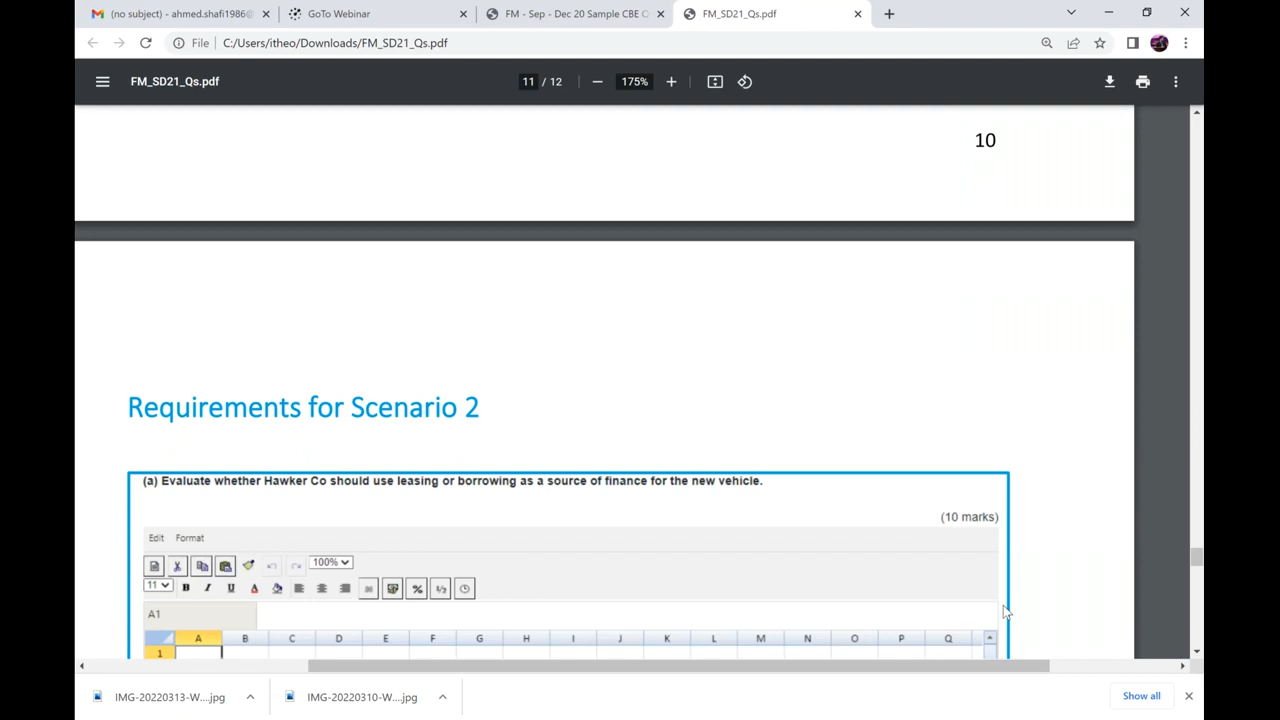 (no subject) - ahmed.shafi1986@
GoTo Webinar
FM - Sep - Dec 20 Sample CBE Q
FM_SD21_Qs.pdf
File
C:/Users/itheo/Downloads/FM_SD21_Qs.pdf
FM_SD21_Qs.pdf
11 / 12
175%
10
Requirements for Scenario 2
(a) Evaluate whether Hawker Co should use leasing or borrowing as a source of finance for the new vehicle.
(10 marks)
Edit Format
100%
11 B I U A % ½
A1
A B C D E F G H I J K L M N O P Q
1
IMG-20220313-W....jpg
IMG-20220310-W....jpg
Show all